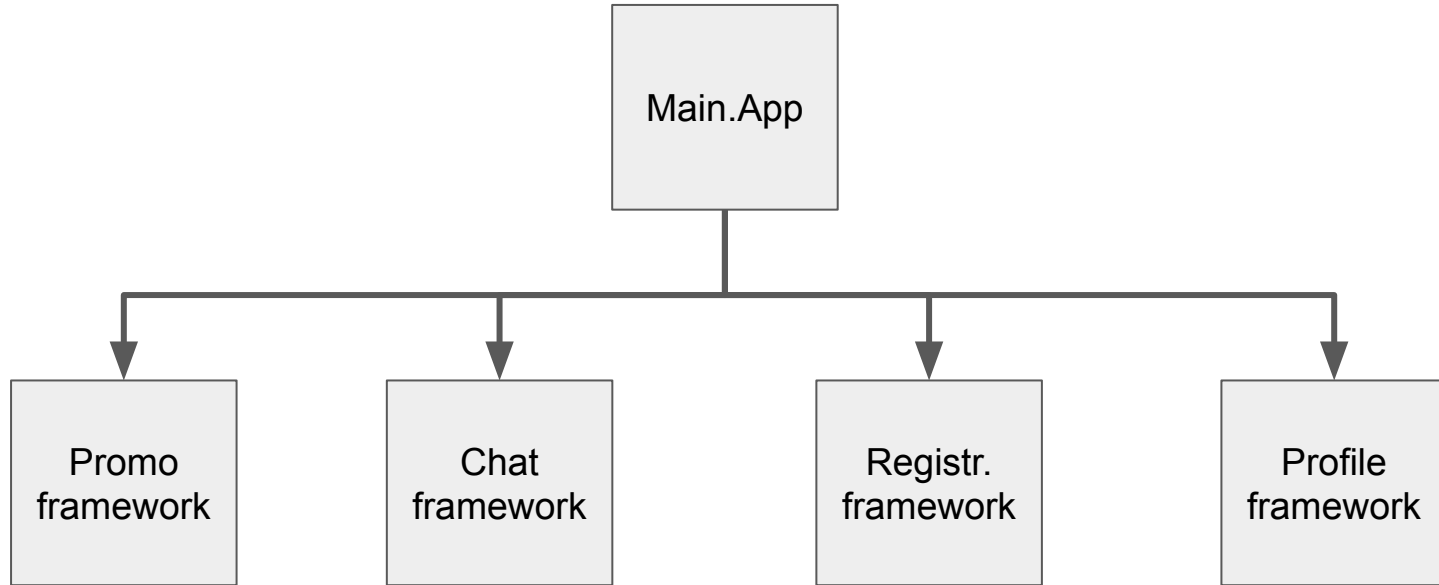 Main.App
Promo
framework
Chat
framework
Registr.
framework
Profile
framework